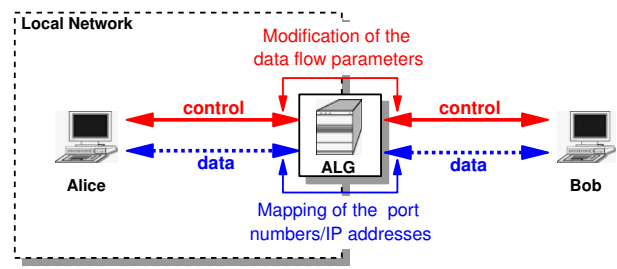 Local Network
Modification of the
data flow parameters
control
control
data
data
ALG
Alice
Bob
Mapping of the port
numbers/IP addresses